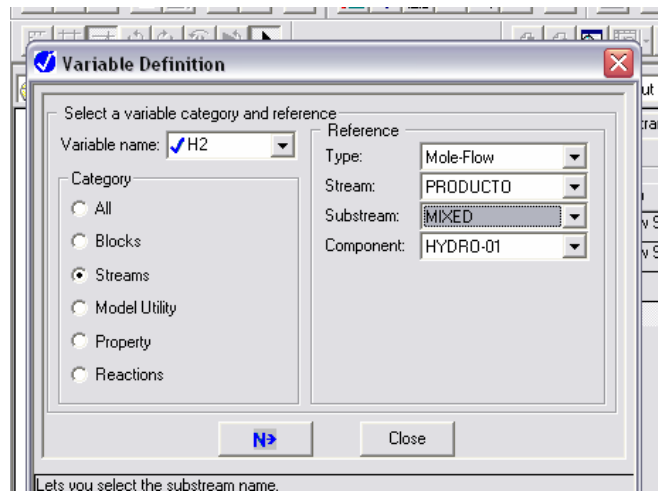 Variable Definition
Select a variable category and reference
Variable name: H2
Category
All
Blocks
Streams
Model Utility
Property
Reactions
Reference
Type: Mole-Flow
Stream: PRODUCTO
Substream: MIXED
Component: HYDRO-01
N
Close
Lets you select the substream name.